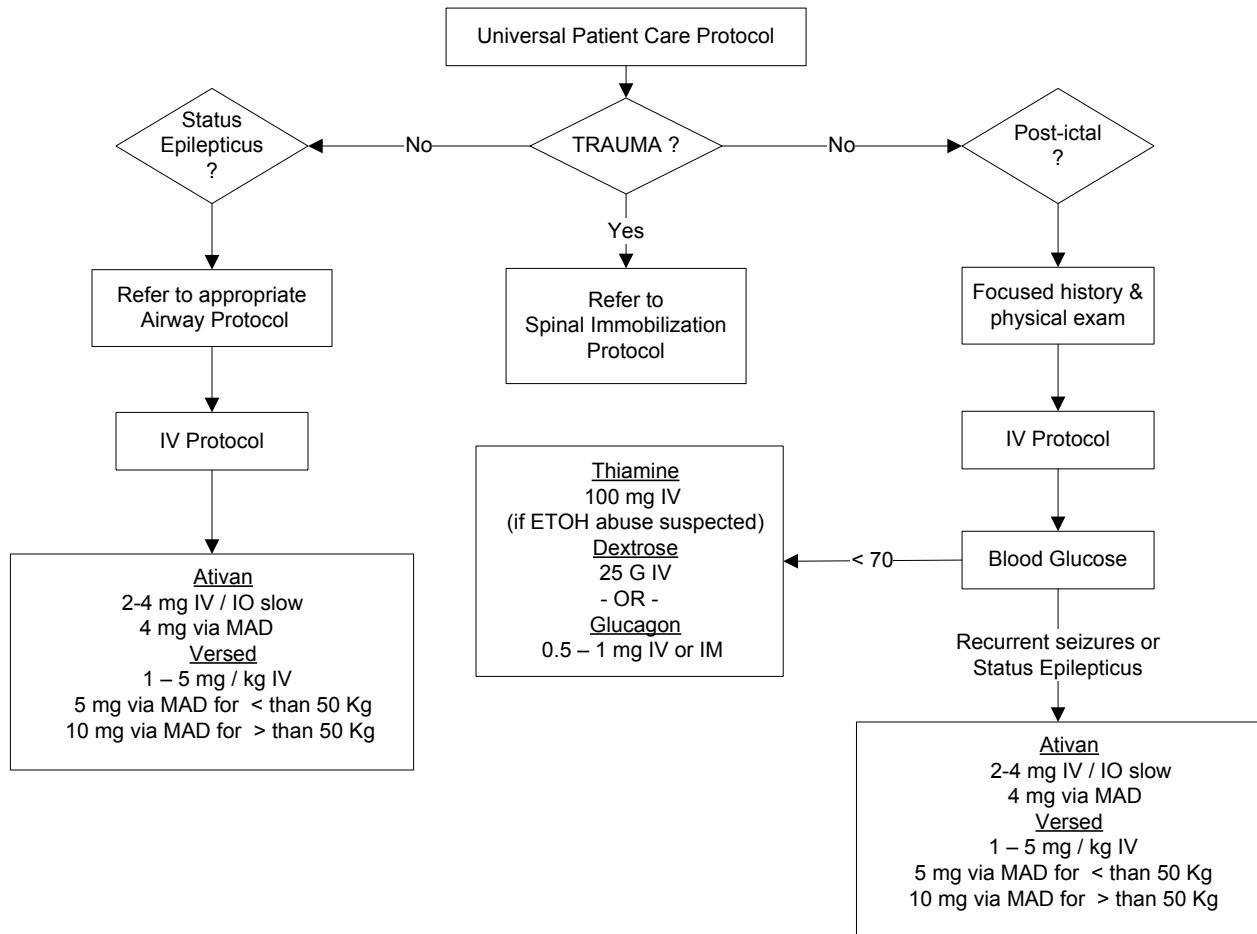 Universal Patient Care Protocol
Status
Epilepticus
?
No
TRAUMA ?
No
Post-ictal
?
Yes
Refer to appropriate
Airway Protocol
Refer to
Spinal Immobilization
Protocol
Focused history &
physical exam
IV Protocol
IV Protocol
Thiamine
100 mg IV
(if ETOH abuse suspected)
Dextrose
25 G IV
- OR -
Glucagon
0.5 – 1 mg IV or IM
< 70
Blood Glucose
Recurrent seizures or
Status Epilepticus
Ativan
2-4 mg IV / IO slow
4 mg via MAD
Versed
1 – 5 mg / kg IV
5 mg via MAD for < than 50 Kg
10 mg via MAD for > than 50 Kg
Ativan
2-4 mg IV / IO slow
4 mg via MAD
Versed
1 – 5 mg / kg IV
5 mg via MAD for < than 50 Kg
10 mg via MAD for > than 50 Kg